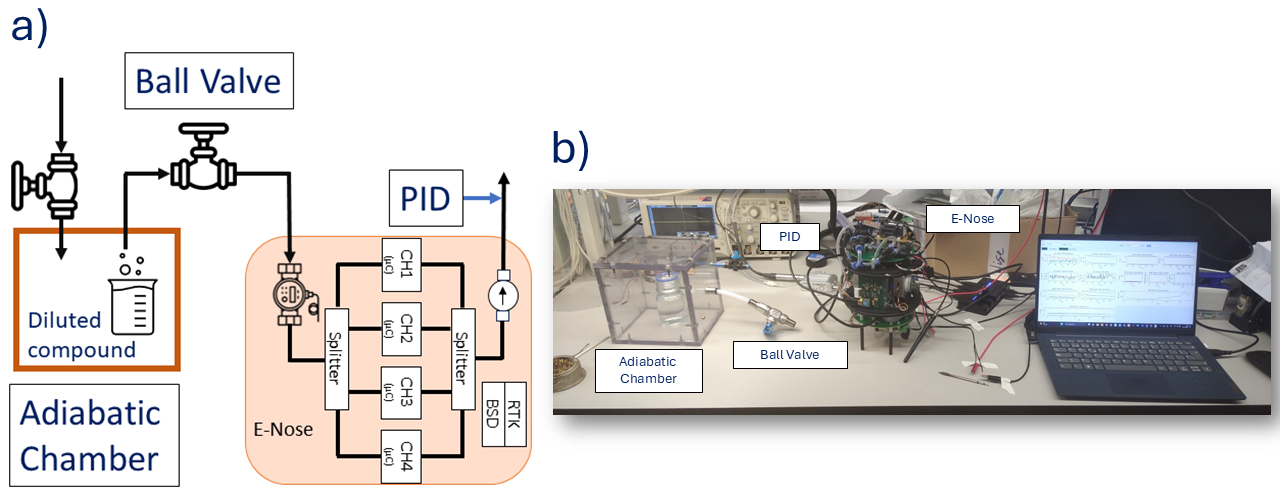 a)
Ball Valve
PID
Diluted
compound
Adiabatic
Chamber
E-Nose
Splitter
CH1
(µC)
CH2
(µC)
CH3
(µC)
CH4
(µC)
Splitter
RTK
BSD
b)
PID
E-Nose
Adiabatic
Chamber
Ball Valve